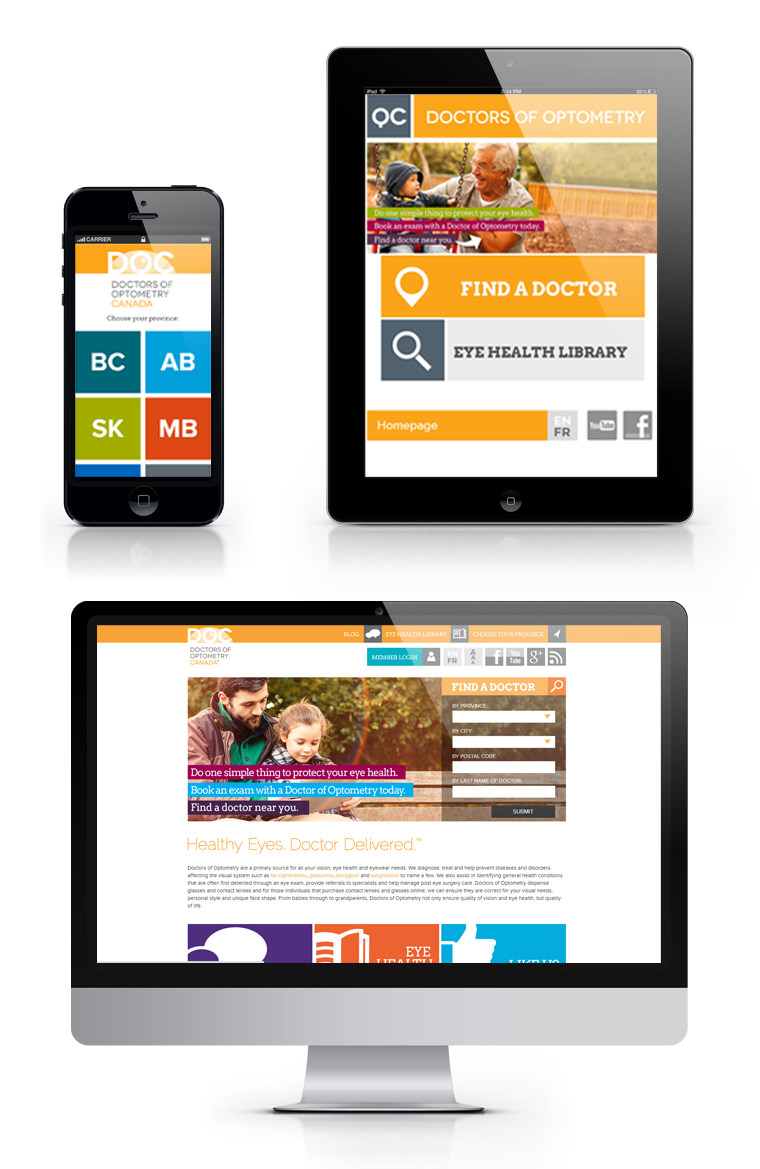 CARRIER
DOC
DOCTORS OF
OPTOMETRY
CANADA
Choose your province:
BC
AB
SK
MB
iPad
2:14 PM
QC
DOCTORS OF OPTOMETRY
Do one simple thing to protect your eye health.
Book an exam with a Doctor of Optometry today.
Find a doctor near you.
FIND A DOCTOR
EYE HEALTH LIBRARY
Homepage
EN
FR
YouTube
f
DOC
DOCTORS OF
OPTOMETRY
CANADA
BLOG
EYE HEALTH LIBRARY
CHOOSE YOUR PROVINCE
MEMBER LOGIN
EN
FR
A
A
A
f
You
Tube
g+
FIND A DOCTOR
BY PROVINCE:
BY CITY:
BY POSTAL CODE:
BY LAST NAME OF DOCTOR:
SUBMIT
Do one simple thing to protect your eye health.
Book an exam with a Doctor of Optometry today.
Find a doctor near you.
Healthy Eyes. Doctor Delivered.™
Doctors of Optometry are a primary source for all your vision, eye health and eyewear needs. We diagnose, treat and help prevent diseases and disorders
affecting the visual system such as far-sightedness, glaucoma, pterygium and astigmatism to name a few. We also assist in identifying general health conditions
that are often first detected through an eye exam, provide referrals to specialists and help manage post eye surgery care. Doctors of Optometry dispense
glasses and contact lenses and for those individuals that purchase contact lenses and glasses online, we can ensure they are correct for your visual needs,
personal style and unique face shape. From babies through to grandparents, Doctors of Optometry not only ensure quality of vision and eye health, but quality
of life.
EYE
HEALTH
LIKE US